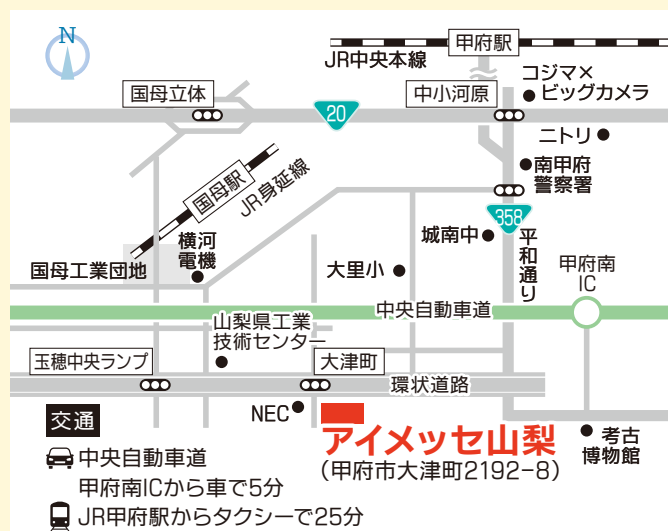 N
甲府駅
JR中央本線
コジマ×
ビッグカメラ
国母立体
20
中小河原
ニトリ
南甲府
警察署
国母駅
JR身延線
358
平和通り
城南中
横河
電機
国母工業団地
大里小
甲府南
IC
中央自動車道
山梨県工業
技術センター
玉穂中央ランプ
大津町
環状道路
NEC
アイメッセ山梨
(甲府市大津町2192-8)
考古
博物館
交通
中央自動車道
甲府南ICから車で5分
JR甲府駅からタクシーで25分